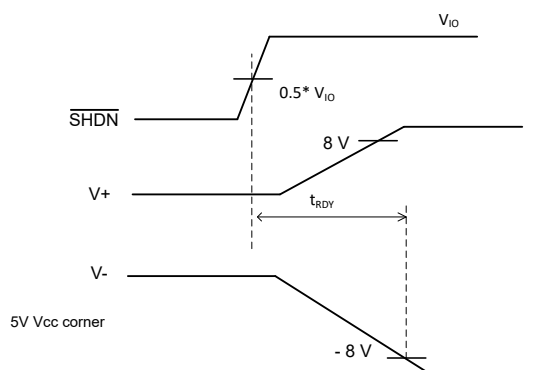 V_IO
0.5* V_IO
SHDN
8 V
V+
t_RDY
V-
5V Vcc corner
- 8 V